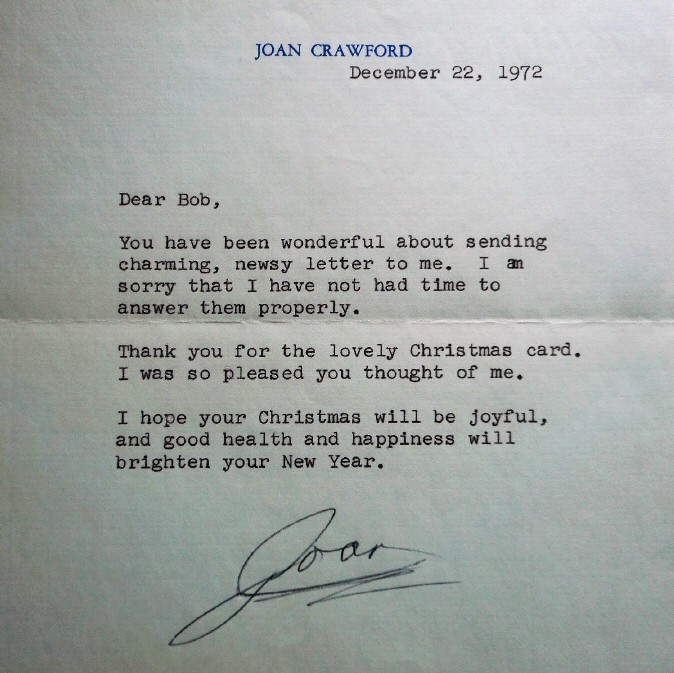 JOAN CRAWFORD
December 22, 1972
Dear Bob,
You have been wonderful about sending
charming, newsy letter to me.  I am
sorry that I have not had time to
answer them properly.
Thank you for the lovely Christmas card.
I was so pleased you thought of me.
I hope your Christmas will be joyful,
and good health and happiness will
brighten your New Year.
Joan